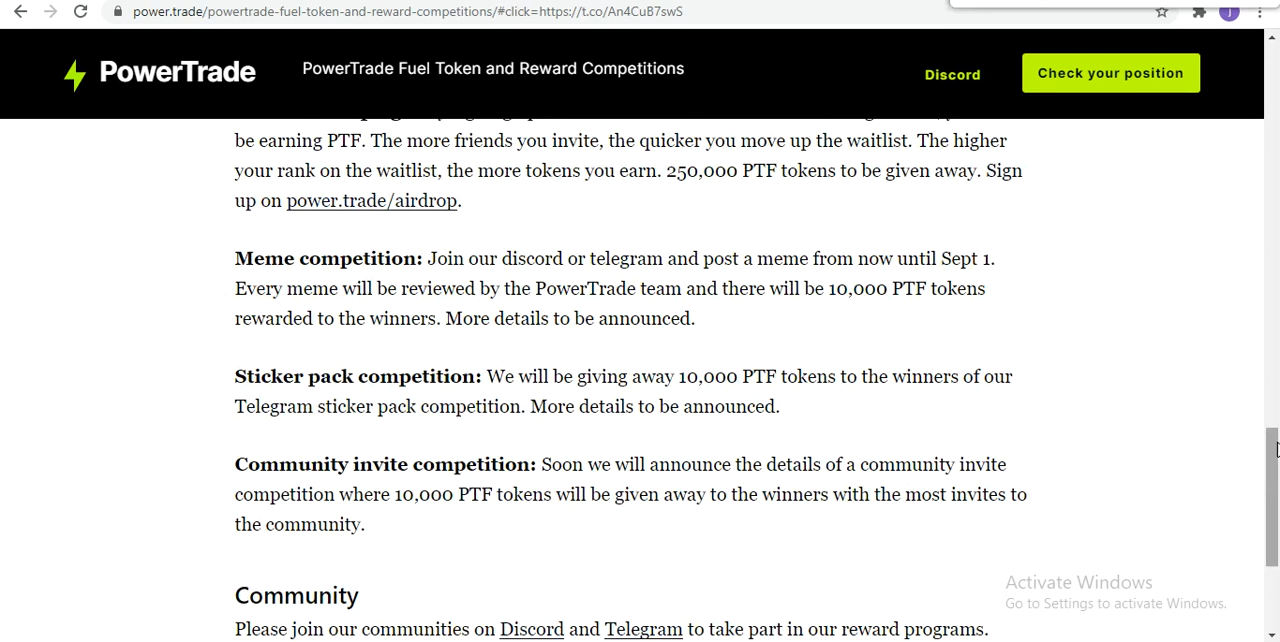 power.trade/powertrade-fuel-token-and-reward-competitions/#click=https://t.co/An4CuB7swS
PowerTrade
PowerTrade Fuel Token and Reward Competitions
Discord
Check your position
be earning PTF. The more friends you invite, the quicker you move up the waitlist. The higher
your rank on the waitlist, the more tokens you earn. 250,000 PTF tokens to be given away. Sign
up on power.trade/airdrop.
Meme competition: Join our discord or telegram and post a meme from now until Sept 1.
Every meme will be reviewed by the PowerTrade team and there will be 10,000 PTF tokens
rewarded to the winners. More details to be announced.
Sticker pack competition: We will be giving away 10,000 PTF tokens to the winners of our
Telegram sticker pack competition. More details to be announced.
Community invite competition: Soon we will announce the details of a community invite
competition where 10,000 PTF tokens will be given away to the winners with the most invites to
the community.
Community
Please join our communities on Discord and Telegram to take part in our reward programs.
Activate Windows
Go to Settings to activate Windows.